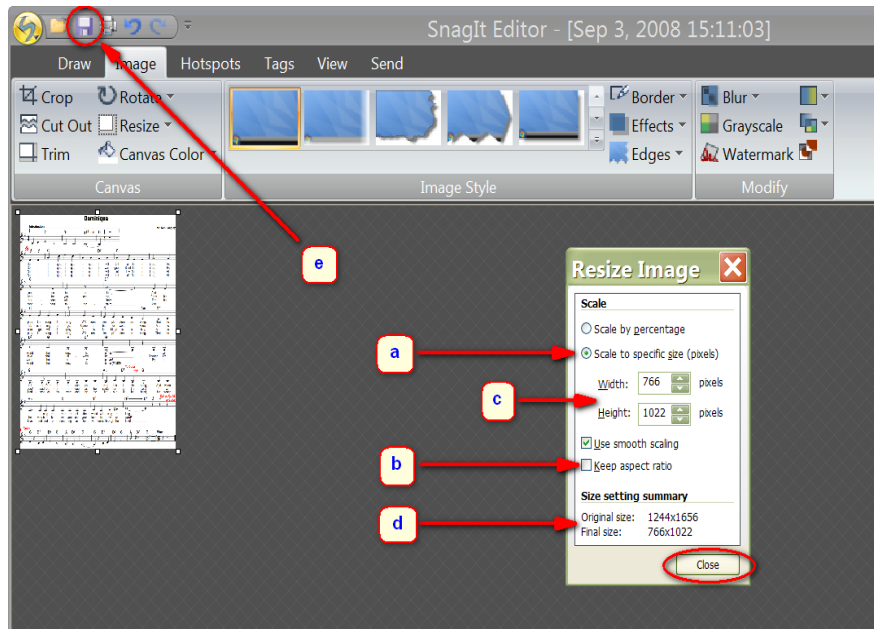 SnagIt Editor - [Sep 3, 2008 15:11:03]
Draw Image Hotspots Tags View Send
Crop Rotate Border Blur
Cut Out Resize Effects Grayscale
Trim Canvas Color Edges Watermark
Canvas Image Style Modify
Dominique
e
Resize Image
Scale
Scale by percentage
a Scale to specific size (pixels)
Width: 766 pixels
c
Height: 1022 pixels
Use smooth scaling
b Keep aspect ratio
Size setting summary
d Original size: 1244x1656
Final size: 766x1022
Close